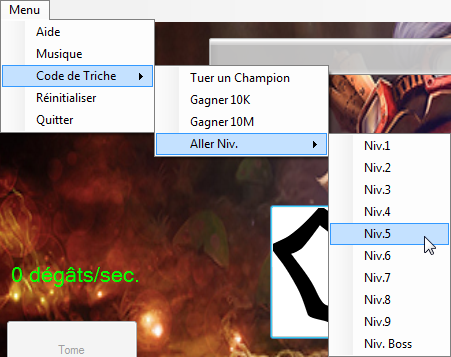 Menu
Aide
Musique
Code de Triche
Réinitialiser
Quitter
Tuer un Champion
Gagner 10K
Gagner 10M
Aller Niv.
Niv.1
Niv.2
Niv.3
Niv.4
Niv.5
Niv.6
Niv.7
Niv.8
Niv.9
Niv. Boss
0 dégâts/sec.
Tome